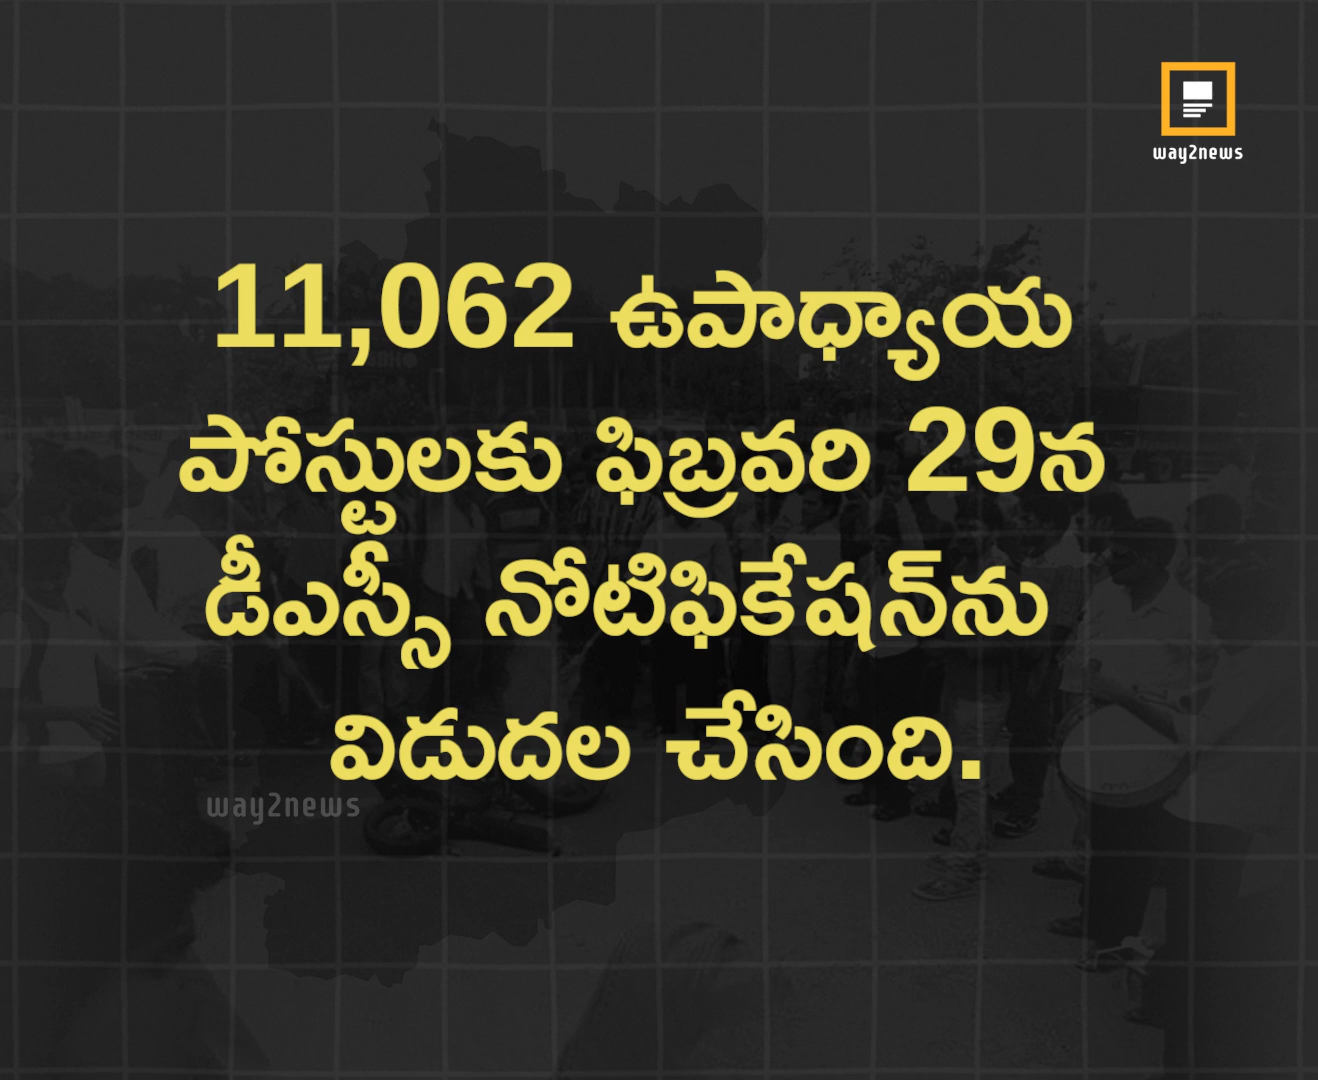 way2news
11,062 ఉపాధ్యాయ
పోస్టులకు ఫిబ్రవరి 29న
డీఎస్సీ నోటిఫికేషన్‌ను
విడుదల చేసింది.
way2news